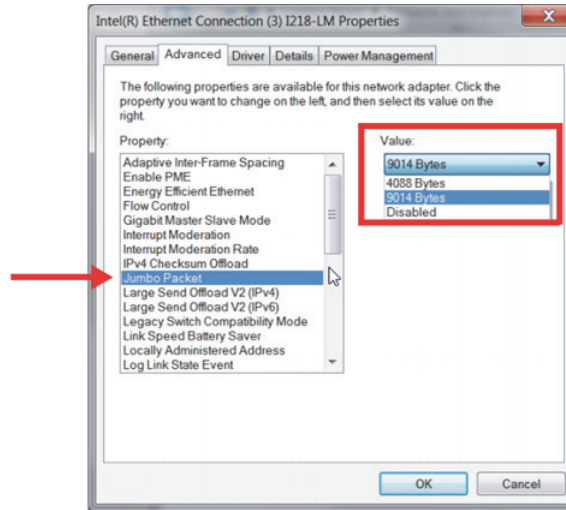 Intel(R) Ethernet Connection (3) I218-LM Properties
General Advanced Driver Details Power Management
The following properties are available for this network adapter. Click the
property you want to change on the left, and then select its value on the
right.
Property:
Value:
Adaptive Inter-Frame Spacing
Enable PME
Energy Efficient Ethernet
Flow Control
Gigabit Master Slave Mode
Interrupt Moderation
Interrupt Moderation Rate
IPv4 Checksum Offload
Jumbo Packet
Large Send Offload V2 (IPv4)
Large Send Offload V2 (IPv6)
Legacy Switch Compatibility Mode
Link Speed Battery Saver
Locally Administered Address
Log Link State Event
9014 Bytes
4088 Bytes
9014 Bytes
Disabled
OK Cancel